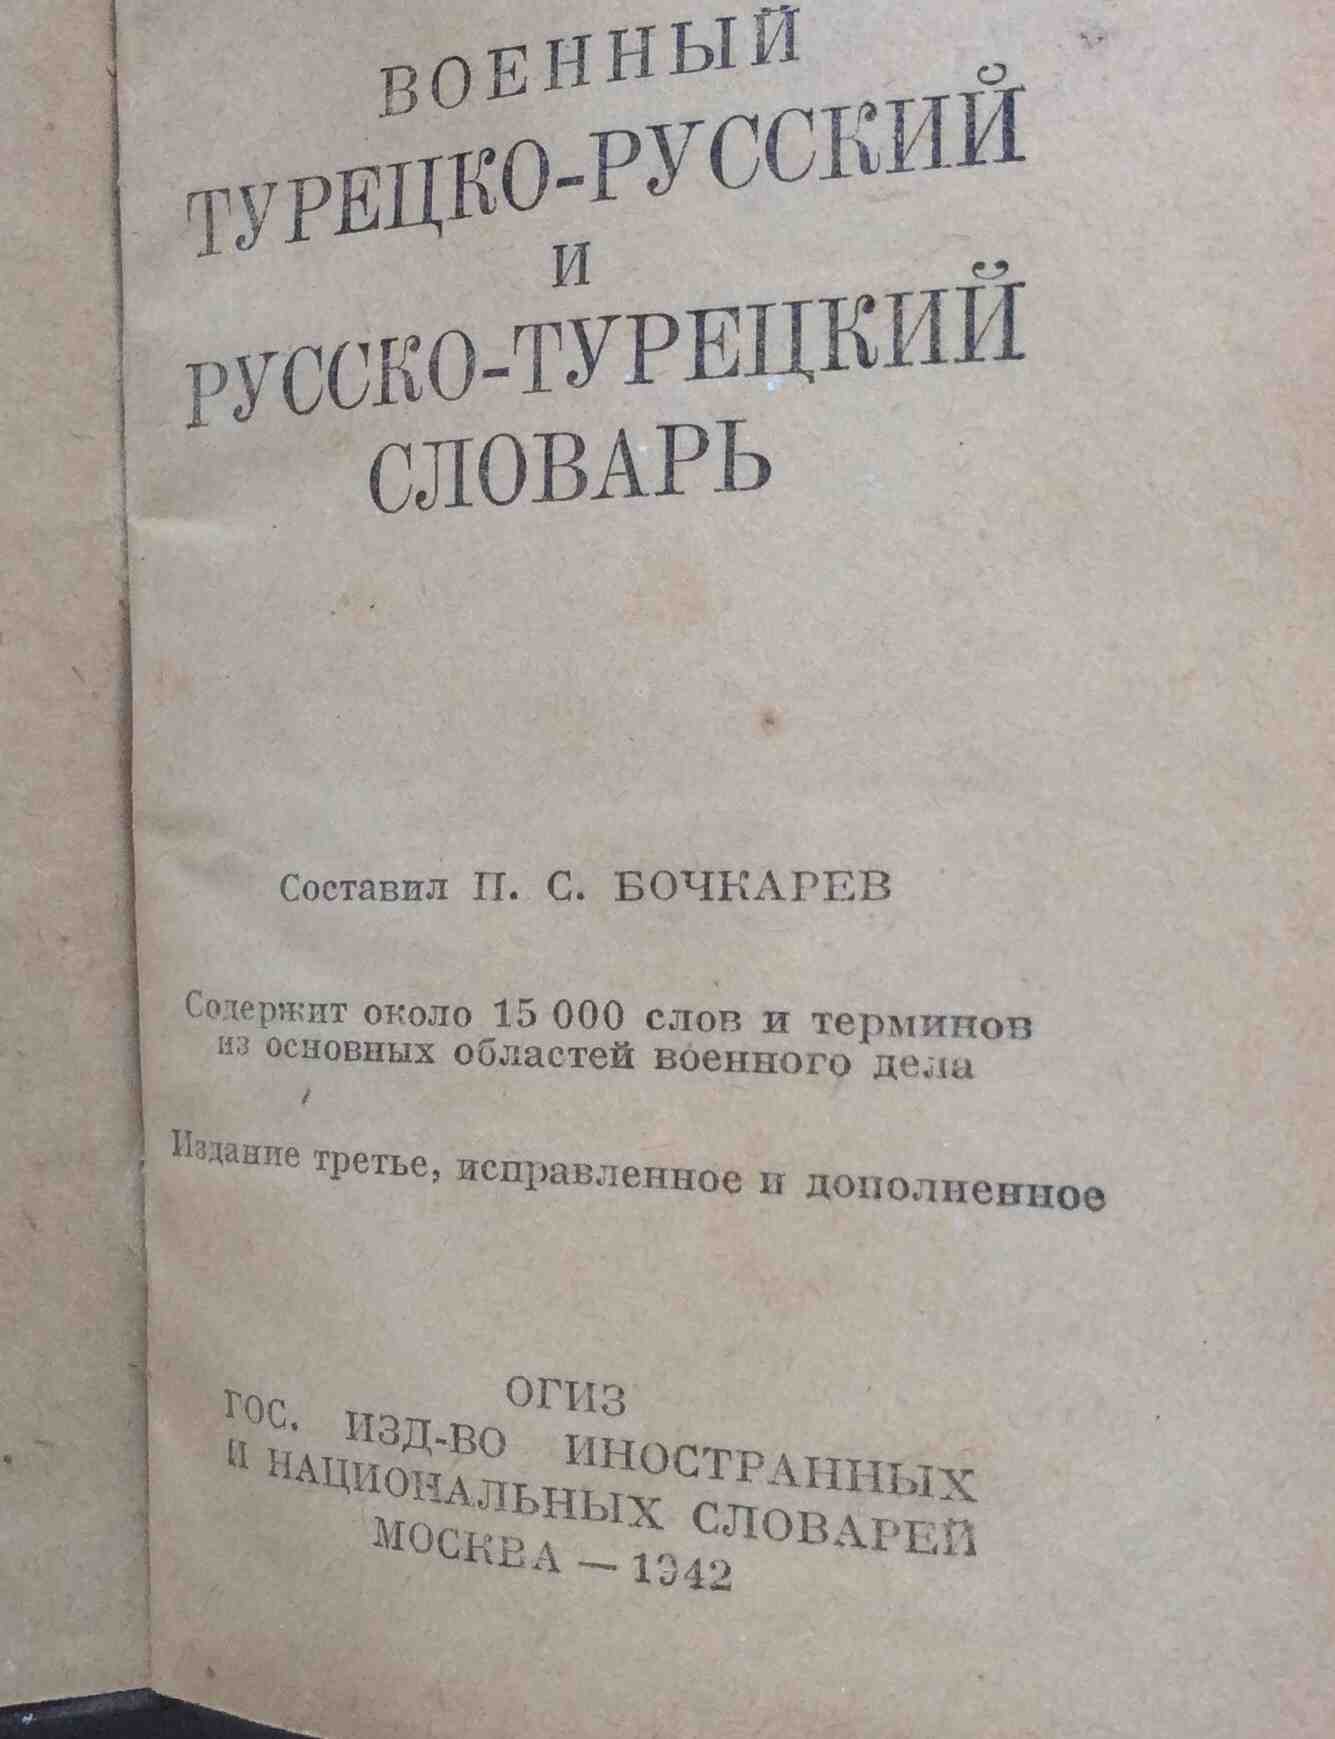 ВОЕННЫЙ
ТУРЕЦКО-РУССКИЙ
И
РУССКО-ТУРЕЦКИЙ
СЛОВАРЬ
Составил П. С. БОЧКАРЕВ
Содержит около 15 000 слов и терминов
из основных областей военного дела
Издание третье, исправленное и дополненное
ОГИЗ
ГОС. ИЗД-ВО ИНОСТРАННЫХ
И НАЦИОНАЛЬНЫХ СЛОВАРЕЙ
МОСКВА — 1942